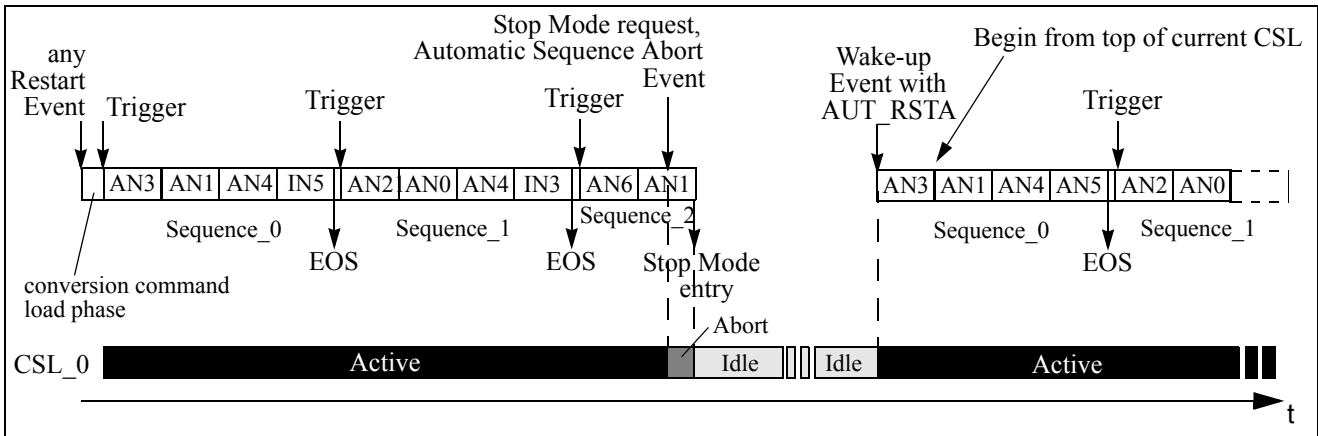 Stop Mode request,
Automatic Sequence Abort
Event
any
Restart
Event
Trigger
Trigger
Trigger
Wake-up
Event with
AUT_RSTA
Begin from top of current CSL
Trigger
AN3 AN1 AN4 IN5 AN21 AN0 AN4 IN3 AN6 AN1
AN3 AN1 AN4 AN5 AN2 AN0
Sequence_0
Sequence_1
Sequence_2
Sequence_0
Sequence_1
EOS
EOS
Stop Mode
entry
EOS
conversion command
load phase
Abort
CSL_0
Active
Idle
Idle
Active
t